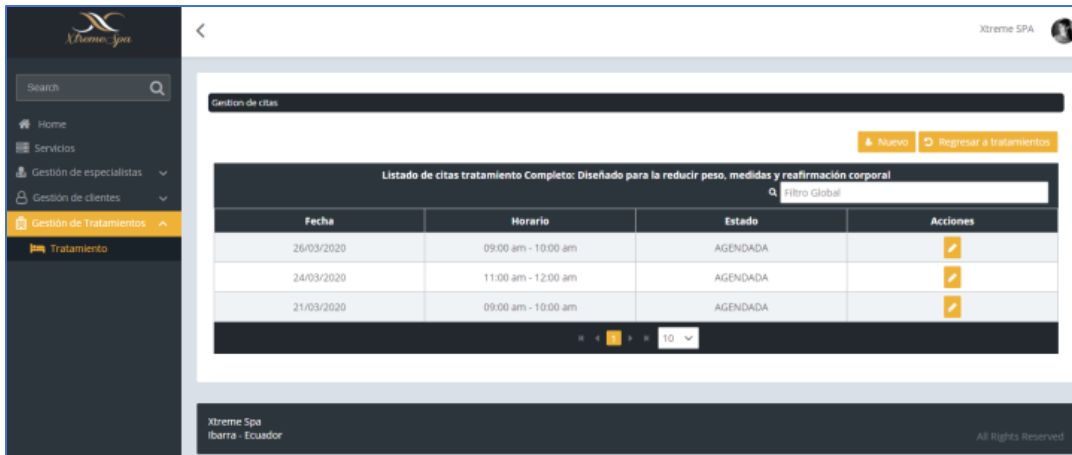 Xtreme Spa
Xtreme SPA
Search
Home
Servicios
Gestión de especialistas
Gestión de clientes
Gestión de Tratamientos
Tratamiento
Gestion de citas
Nuevo Regresar a tratamientos
Listado de citas tratamiento Completo: Diseñado para la reducir peso, medidas y reafirmación corporal
Filtro Global
Fecha Horario Estado Acciones
26/03/2020 09:00 am - 10:00 am AGENDADA
24/03/2020 11:00 am - 12:00 am AGENDADA
21/03/2020 09:00 am - 10:00 am AGENDADA
1 10
Xtreme Spa
Ibarra - Ecuador
All Rights Reserved